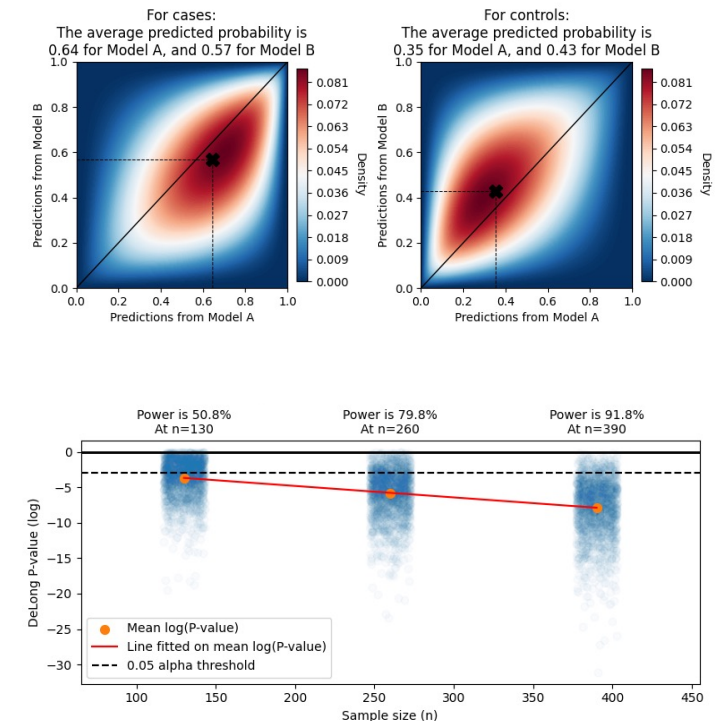 For cases:
The average predicted probability is
0.64 for Model A, and 0.57 for Model B
1.0
0.8
0.6
0.4
0.2
0.0
Predictions from Model B
0.0 0.2 0.4 0.6 0.8 1.0
Predictions from Model A
0.081
0.072
0.063
0.054
0.045
0.036
0.027
0.018
0.009
0.000
Density
For controls:
The average predicted probability is
0.35 for Model A, and 0.43 for Model B
1.0
0.8
0.6
0.4
0.2
0.0
Predictions from Model B
0.0 0.2 0.4 0.6 0.8 1.0
Predictions from Model A
0.081
0.072
0.063
0.054
0.045
0.036
0.027
0.018
0.009
0.000
Density
Power is 50.8%
At n=130
Power is 79.8%
At n=260
Power is 91.8%
At n=390
0
−5
−10
−15
−20
−25
−30
DeLong P-value (log)
Mean log(P-value)
Line fitted on mean log(P-value)
0.05 alpha threshold
100 150 200 250 300 350 400 450
Sample size (n)